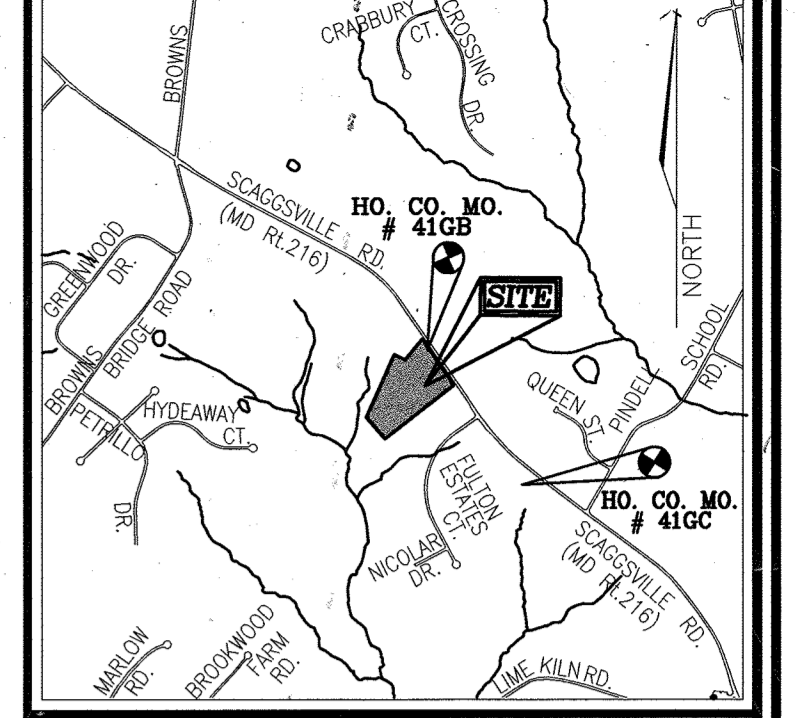 CRABBURY
CT.
CROSSING
DR.
BROWNS
SCAGGSVILLE RD.
(MD Rt.216)
HO. CO. MO.
# 41GB
SITE
NORTH
GREENWOOD
DR.
BROWNS BRIDGE ROAD
PETRILLO
DR.
HYDEAWAY
CT.
QUEEN ST.
PINDELL SCHOOL
RD.
FULTON
ESTATES
CT.
HO. CO. MO.
# 41GC
NICOLAR
DR.
SCAGGSVILLE RD.
(MD Rt.216)
MARLOW
RD.
BROOKWOOD
FARM
RD.
LIME KILN RD.